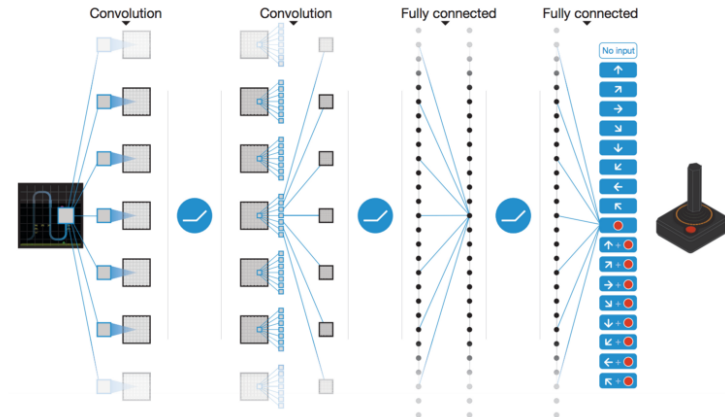 Convolution
Convolution
Fully connected
Fully connected
No input
+
+
+
+
+
+
+
+